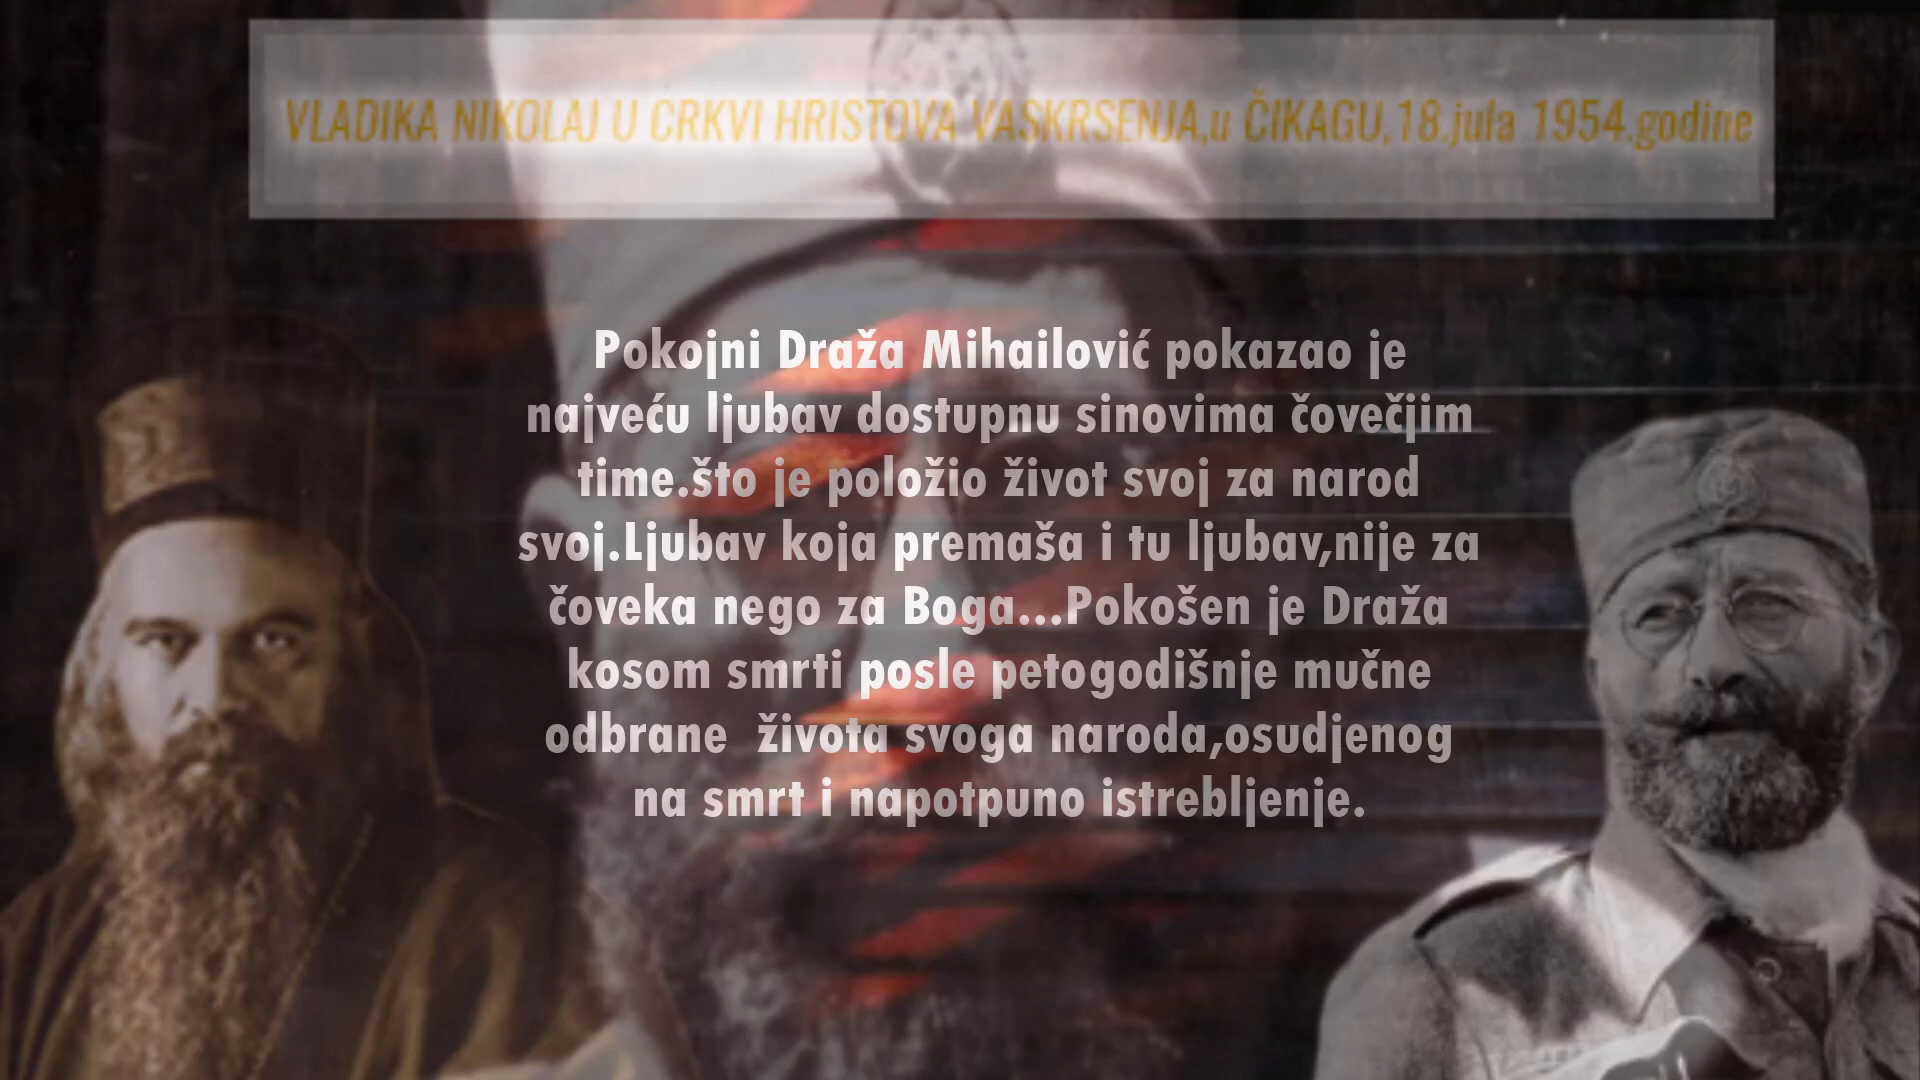 VLADIKA NIKOLAJ U CRKVI HRISTOVA VASKRSENJA,u ČIKAGU,18.jula 1954.godine
Pokojni Draža Mihailović pokazao je
najveću ljubav dostupnu sinovima čovečjim
time.što je položio život svoj za narod
svoj.Ljubav koja premaša i tu ljubav,nije za
čoveka nego za Boga...Pokošen je Draža
kosom smrti posle petogodišnje mučne
odbrane  života svoga naroda,osudjenog
na smrt i napotpuno istrebljenje.